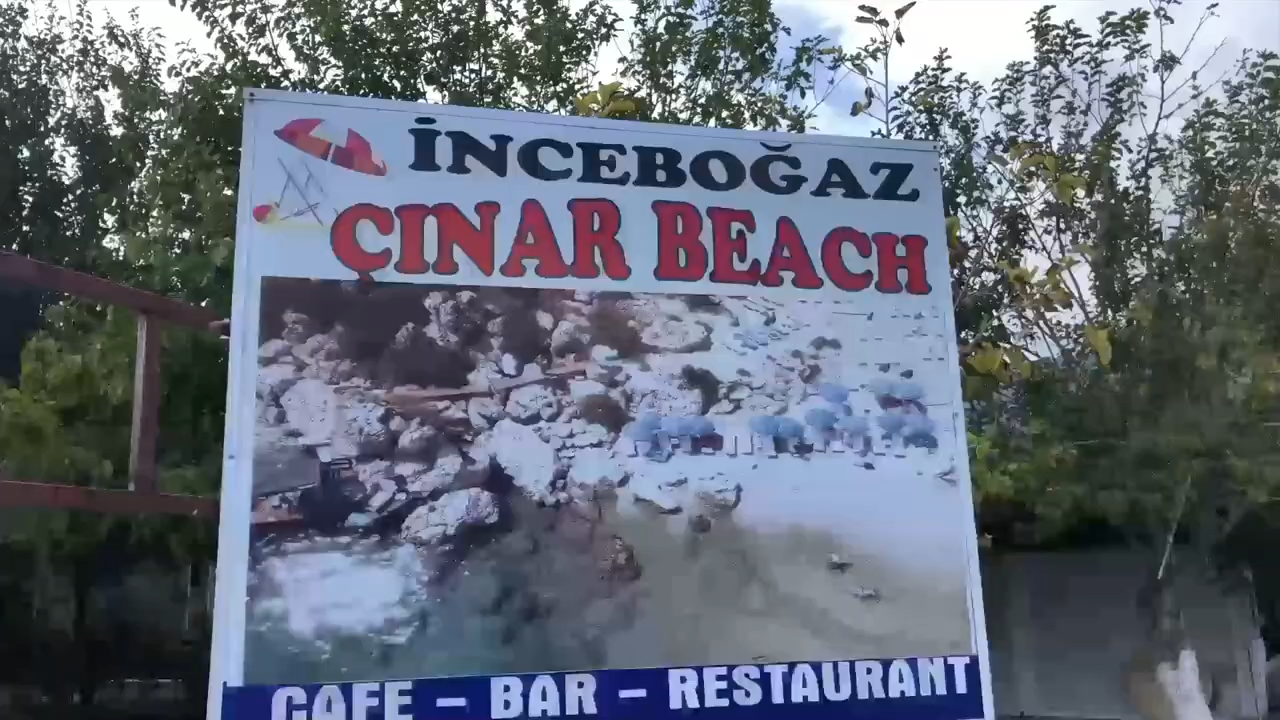 İNCEBOĞAZ
ÇINAR BEACH
CAFE – BAR – RESTAURANT